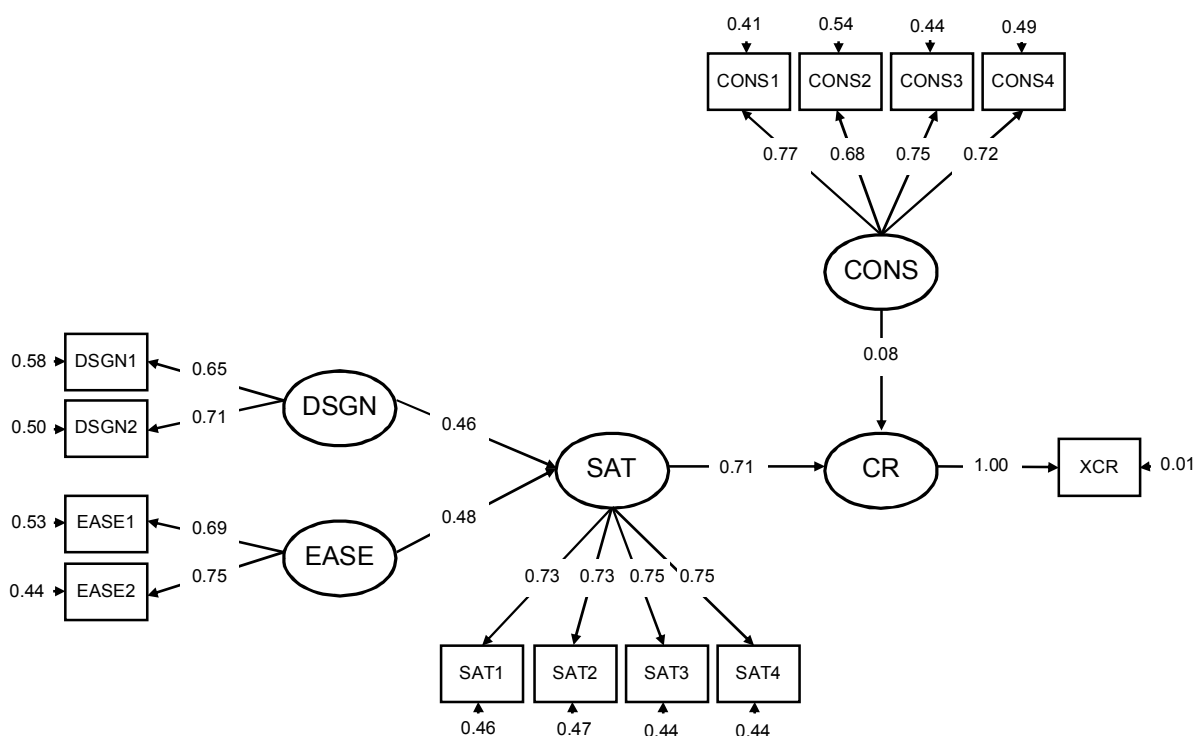 0.41 0.54 0.44 0.49
CONS1 CONS2 CONS3 CONS4
0.77 0.68 0.75 0.72
CONS
0.08
0.58 DSGN1
0.65
DSGN
0.50 DSGN2
0.71
0.46
SAT 0.71 CR 1.00 XCR 0.01
0.53 EASE1
0.69
0.48
EASE
0.44 EASE2
0.75
0.73 0.73 0.75 0.75
SAT1 SAT2 SAT3 SAT4
0.46 0.47 0.44 0.44